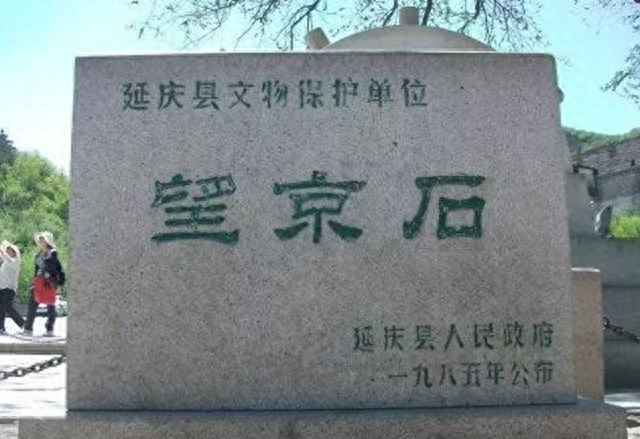 延庆县文物保护单位
望京石
延庆县人民政府
一九八五年公布